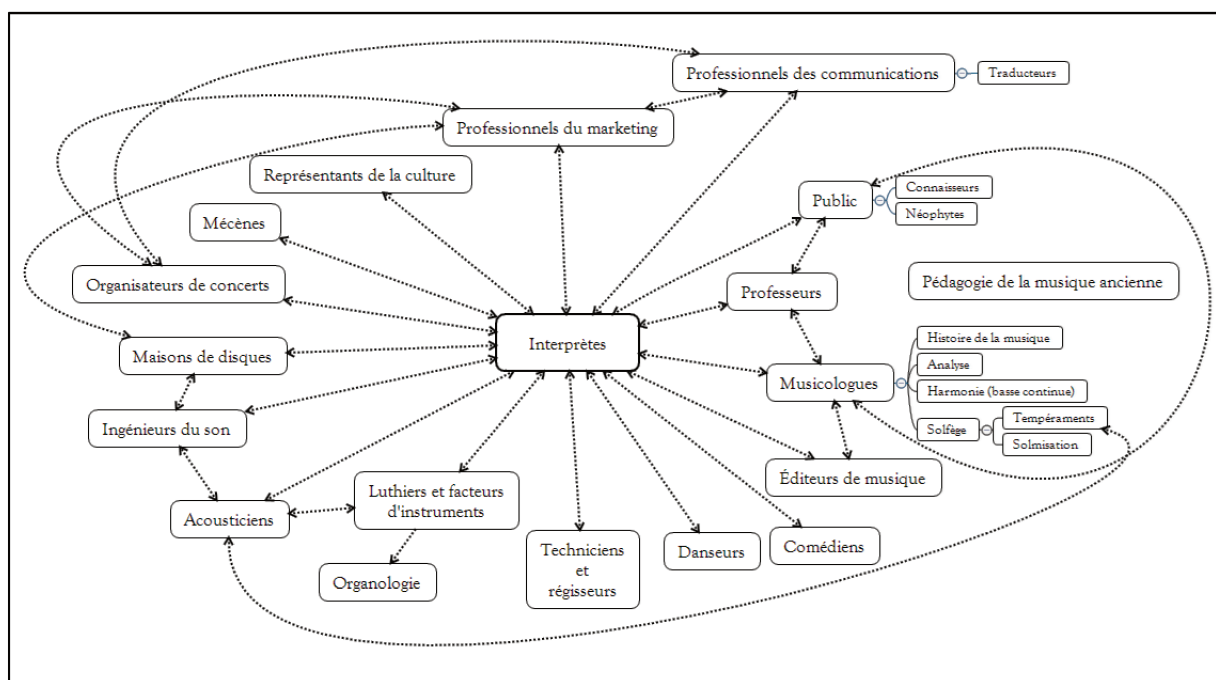 Professionnels des communications
Traducteurs
Professionnels du marketing
Représentants de la culture
Public
Connaisseurs
Néophytes
Mécènes
Organisateurs de concerts
Professeurs
Pédagogie de la musique ancienne
Interprètes
Maisons de disques
Musicologues
Histoire de la musique
Analyse
Harmonie (basse continue)
Solfège
Tempéraments
Solmisation
Ingénieurs du son
Éditeurs de musique
Luthiers et facteurs
d'instruments
Acousticiens
Techniciens
et
régisseurs
Danseurs
Comédiens
Organologie